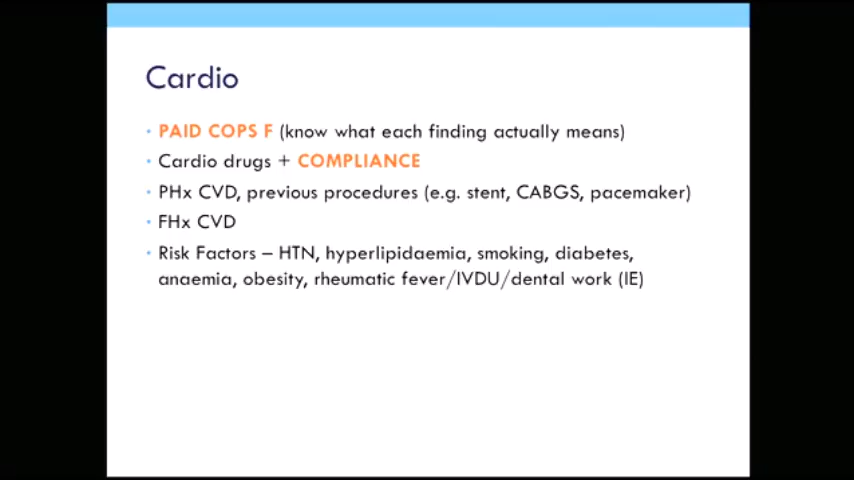 Cardio
• PAID COPS F (know what each finding actually means)
• Cardio drugs + COMPLIANCE
• PHx CVD, previous procedures (e.g. stent, CABGS, pacemaker)
• FHx CVD
• Risk Factors – HTN, hyperlipidaemia, smoking, diabetes,
anaemia, obesity, rheumatic fever/IVDU/dental work (IE)